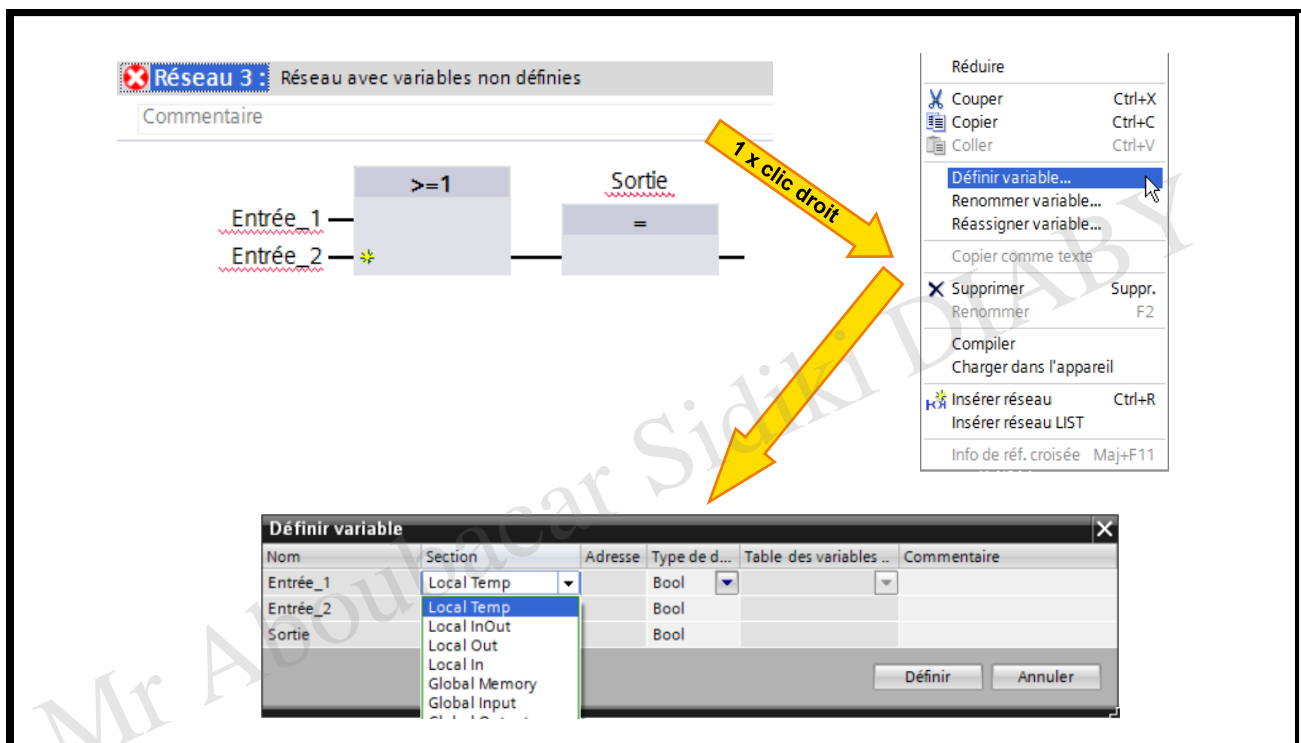 Réseau 3 : Réseau avec variables non définies
Commentaire
>=1
Sortie
Entrée_1
=
Entrée_2
1 x clic droit
Réduire
Couper Ctrl+X
Copier Ctrl+C
Coller Ctrl+V
Définir variable...
Renommer variable...
Réassigner variable...
Copier comme texte
Supprimer Suppr.
Renommer F2
Compiler
Charger dans l'appareil
Insérer réseau Ctrl+R
Insérer réseau LIST
Info de réf. croisée Maj+F11
Définir variable
Nom Section Adresse Type de d... Table des variables .. Commentaire
Entrée_1 Local Temp Bool
Entrée_2 Local Temp Bool
Local InOut
Sortie Bool
Local Out
Local In
Global Memory
Global Input
Définir Annuler
Mr Aboubacar Sidiki DIABY